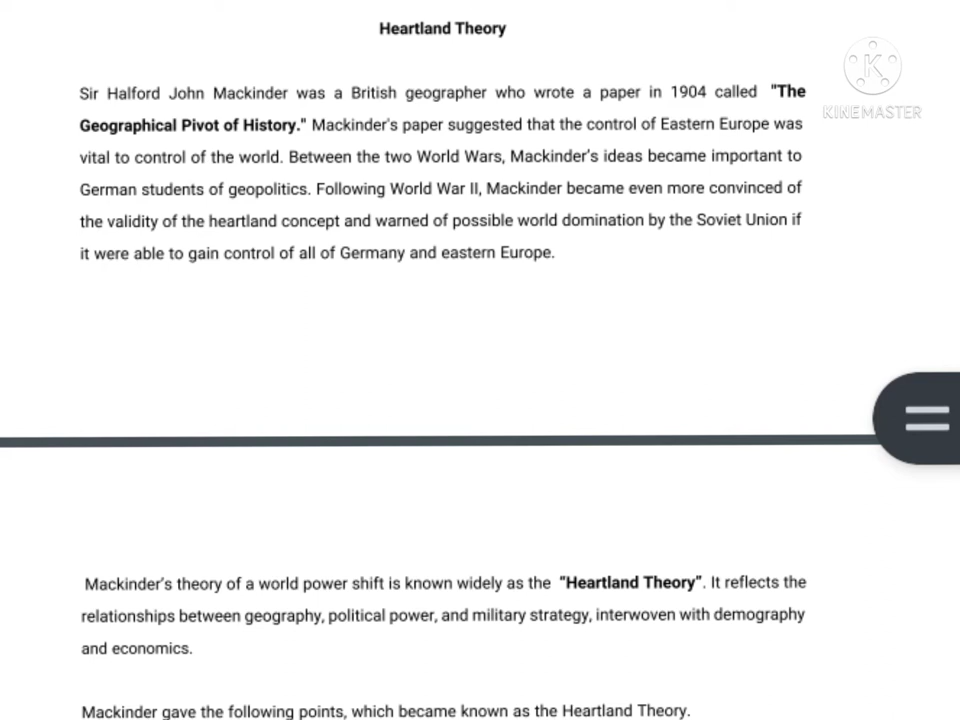 Heartland Theory
KINEMASTER
Sir Halford John Mackinder was a British geographer who wrote a paper in 1904 called "The
Geographical Pivot of History." Mackinder's paper suggested that the control of Eastern Europe was
vital to control of the world. Between the two World Wars, Mackinder's ideas became important to
German students of geopolitics. Following World War II, Mackinder became even more convinced of
the validity of the heartland concept and warned of possible world domination by the Soviet Union if
it were able to gain control of all of Germany and eastern Europe.
Mackinder's theory of a world power shift is known widely as the “Heartland Theory”. It reflects the
relationships between geography, political power, and military strategy, interwoven with demography
and economics.
Mackinder gave the following points, which became known as the Heartland Theory.